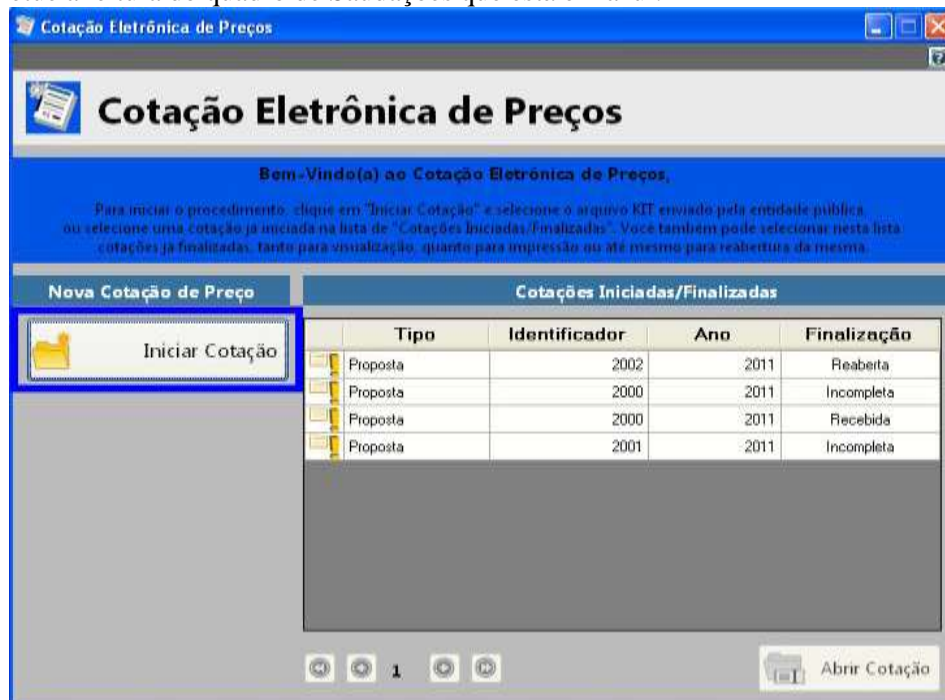 Cotação Eletrônica de Preços
Cotação Eletrônica de Preços
Bem-Vindo(a) ao Cotação Eletrônica de Preços,
Para iniciar o procedimento, clique em "Iniciar Cotação" e selecione o arquivo KIT enviado pela entidade pública,
ou selecione uma cotação já iniciada na lista de "Cotações Iniciadas/Finalizadas". Você também pode selecionar nesta lista
cotações já finalizadas, tanto para visualização, quanto para impressão ou até mesmo para reabertura da mesma.
Nova Cotação de Preço
Cotações Iniciadas/Finalizadas
Iniciar Cotação
Tipo Identificador Ano Finalização
Proposta 2002 2011 Reaberta
Proposta 2000 2011 Incompleta
Proposta 2000 2011 Recebida
Proposta 2001 2011 Incompleta
1
Abrir Cotação